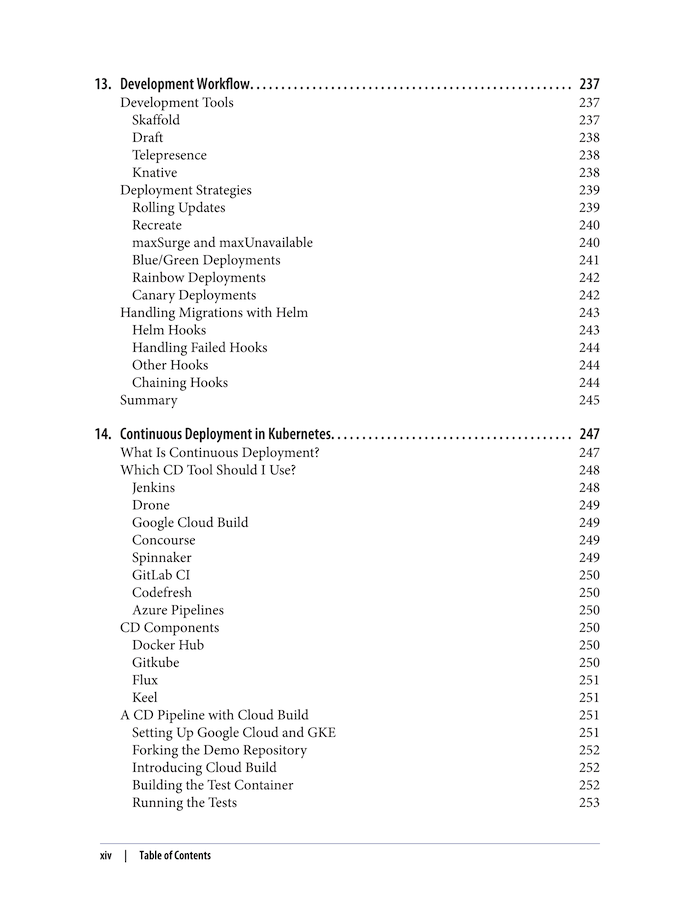 13. Development Workflow. . . . . . . . . . . . . . . . . . . . . . . . . . . . . . . . . . . . . . . . . . . . . . . . . . . . 237
Development Tools 237
Skaffold 237
Draft 238
Telepresence 238
Knative 238
Deployment Strategies 239
Rolling Updates 239
Recreate 240
maxSurge and maxUnavailable 240
Blue/Green Deployments 241
Rainbow Deployments 242
Canary Deployments 242
Handling Migrations with Helm 243
Helm Hooks 243
Handling Failed Hooks 244
Other Hooks 244
Chaining Hooks 244
Summary 245
14. Continuous Deployment in Kubernetes. . . . . . . . . . . . . . . . . . . . . . . . . . . . . . . . . . . . . . . 247
What Is Continuous Deployment? 247
Which CD Tool Should I Use? 248
Jenkins 248
Drone 249
Google Cloud Build 249
Concourse 249
Spinnaker 249
GitLab CI 250
Codefresh 250
Azure Pipelines 250
CD Components 250
Docker Hub 250
Gitkube 250
Flux 251
Keel 251
A CD Pipeline with Cloud Build 251
Setting Up Google Cloud and GKE 251
Forking the Demo Repository 252
Introducing Cloud Build 252
Building the Test Container 252
Running the Tests 253
xiv | Table of Contents